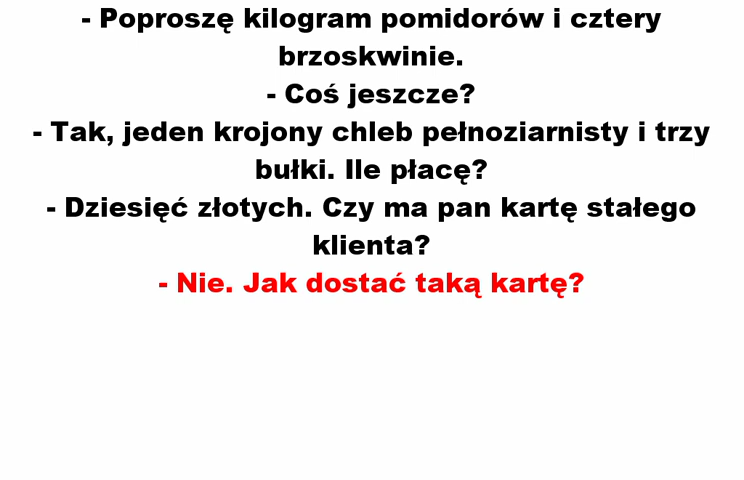 - Poproszę kilogram pomidorów i cztery
brzoskwinie.
- Coś jeszcze?
- Tak, jeden krojony chleb pełnoziarnisty i trzy
bułki. Ile płacę?
- Dziesięć złotych. Czy ma pan kartę stałego
klienta?
- Nie. Jak dostać taką kartę?